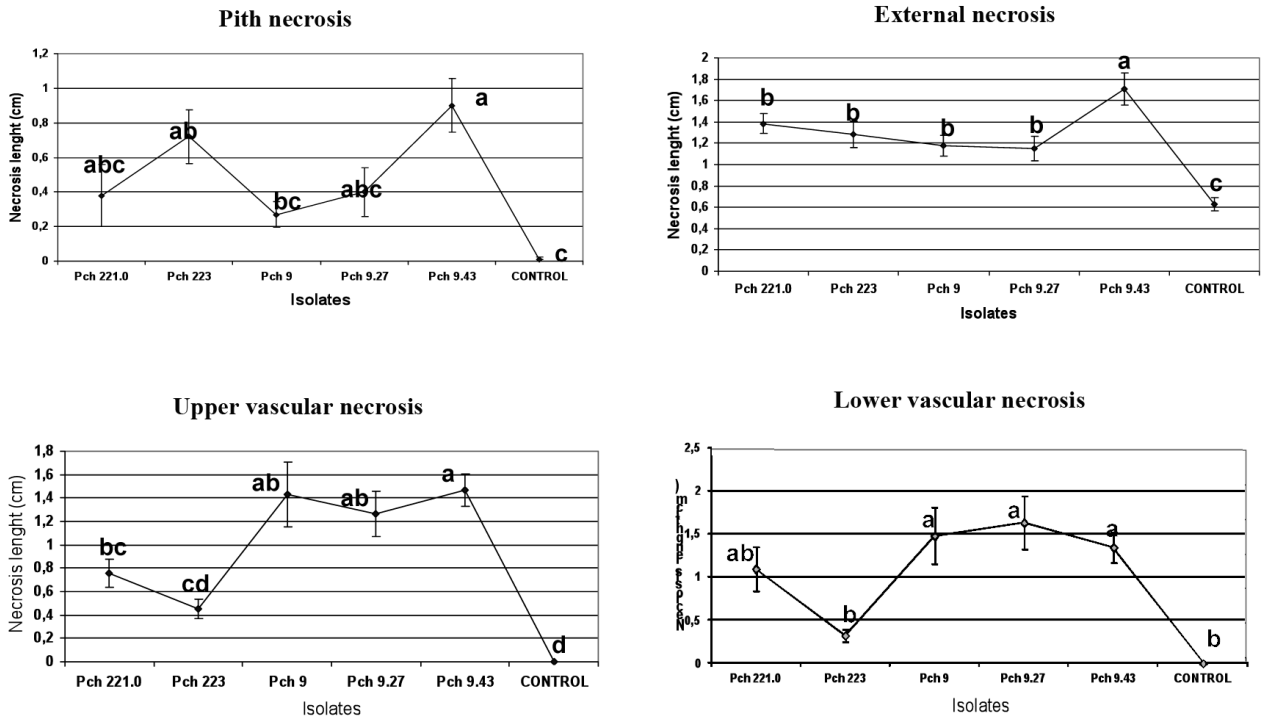 Pith necrosis
Necrosis lenght (cm)
1,2
1
0,8
0,6
0,4
0,2
0
abc
ab
bc
abc
a
c
Pch 221.0 Pch 223 Pch 9 Pch 9.27 Pch 9.43 CONTROL
Isolates
External necrosis
Necrosis lenght (cm)
2
1,8
1,6
1,4
1,2
1
0,8
0,6
0,4
0,2
0
b
b
b
b
a
c
Pch 221.0 Pch 223 Pch 9 Pch 9.27 Pch 9.43 CONTROL
Isolates
Upper vascular necrosis
Necrosis lenght (cm)
1,8
1,6
1,4
1,2
1
0,8
0,6
0,4
0,2
0
bc
cd
ab
ab
a
d
Pch 221.0 Pch 223 Pch 9 Pch 9.27 Pch 9.43 CONTROL
Isolates
Lower vascular necrosis
2,5
2
1,5
1
0,5
0
ab
b
a
a
a
b
Pch 221.0 Pch 223 Pch 9 Pch 9.27 Pch 9.43 CONTROL
Isolates